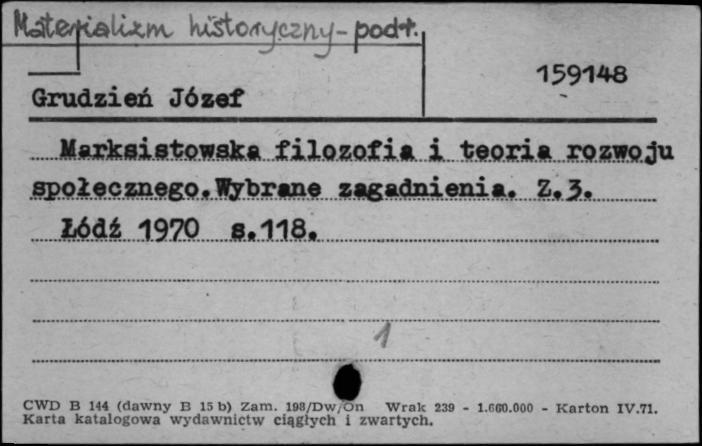 Materializm historyczny - podr.
159148
Grudzień Józef
Marksistowska filozofia i teoria rozwoju
społecznego.Wybrane zagadnienia. Z.3.
Łódź 1970 s.118.
1
CWD B 144 (dawny B 15 b) Zam. 198/Dw/On Wrak 239 - 1.660.000 - Karton IV.71.
Karta katalogowa wydawnictw ciągłych i zwartych.